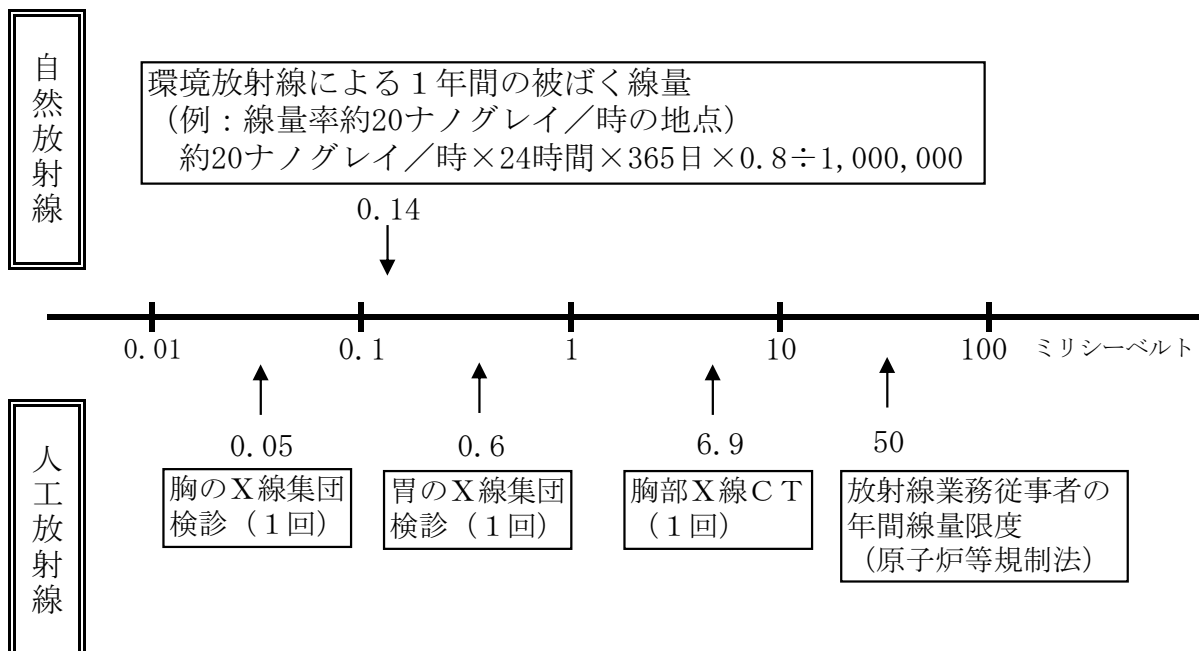 自然放射線
環境放射線による１年間の被ばく線量
（例：線量率約20ナノグレイ／時の地点）
約20ナノグレイ／時×24時間×365日×0.8÷1,000,000
0.14
0.01
0.1
1
10
100
ミリシーベルト
人工放射線
0.05
胸のＸ線集団
検診（１回）
0.6
胃のＸ線集団
検診（１回）
6.9
胸部Ｘ線ＣＴ
（１回）
50
放射線業務従事者の
年間線量限度
（原子炉等規制法）